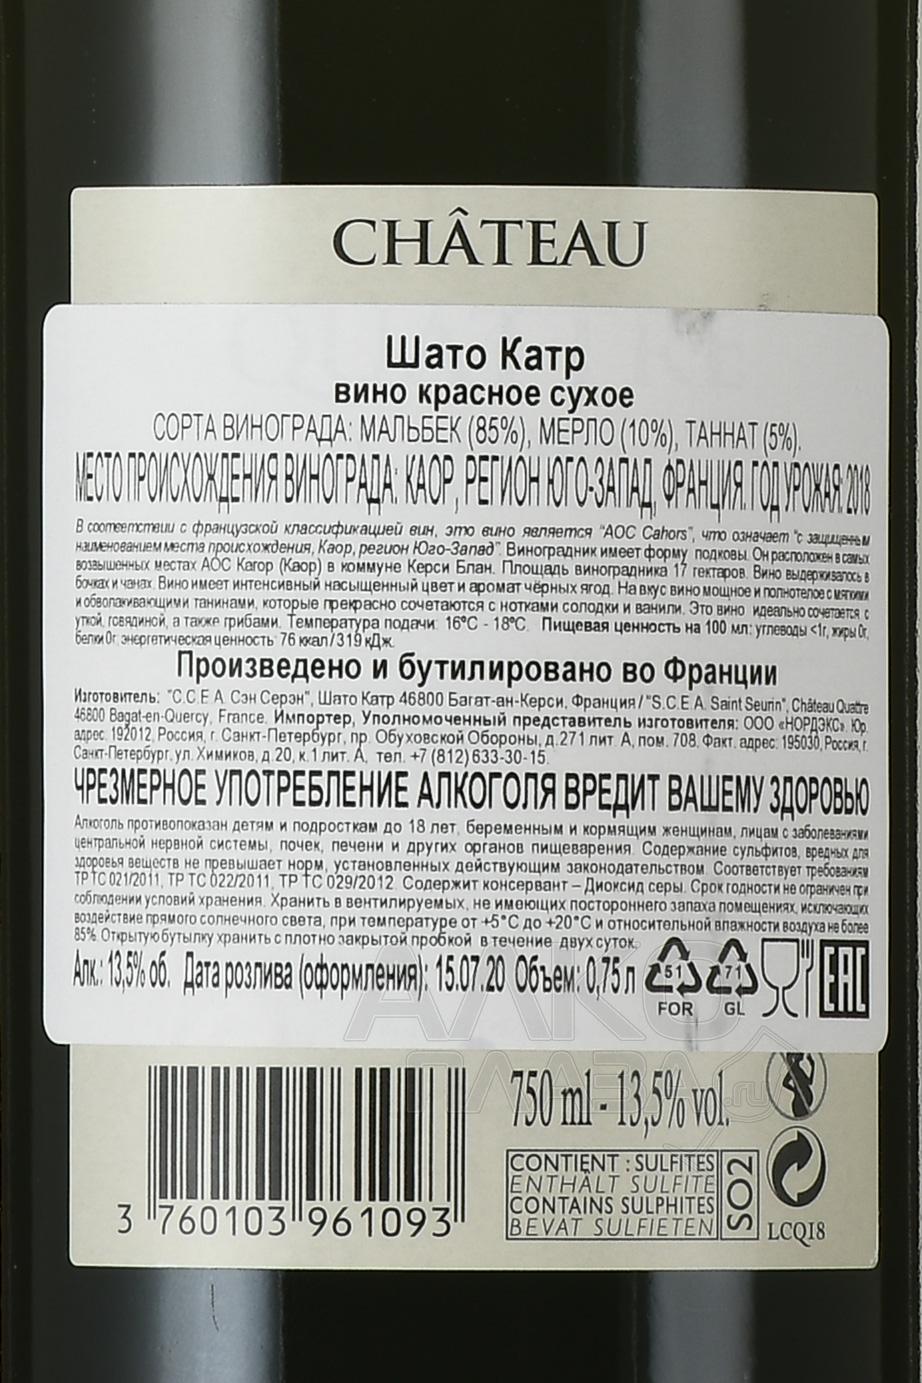 CHÂTEAU
Шато Катр
вино красное сухое
СОРТА ВИНОГРАДА: МАЛЬБЕК (85%), МЕРЛО (10%), ТАННАТ (5%).
МЕСТО ПРОИСХОЖДЕНИЯ ВИНОГРАДА: КАОР, РЕГИОН ЮГО-ЗАПАД, ФРАНЦИЯ. ГОД УРОЖАЯ: 2018
В соответствии с французской классификацией вин, это вино является "AOC Cahors", что означает "с защищенным
наименованием места происхождения, Каор, регион Юго-Запад". Виноградник имеет форму подковы. Он расположен в самых
возвышенных местах АОС Кагор (Каор) в коммуне Керси Блан. Площадь виноградника 17 гектаров. Вино выдерживалось в
бочках и чанах. Вино имеет интенсивный насыщенный цвет и аромат чёрных ягод. На вкус вино мощное и полнотелое с мягкими
и обволакивающими танинами, которые прекрасно сочетаются с нотками солодки и ванили. Это вино идеально сочетается с
уткой, говядиной, а также грибами. Температура подачи: 16°C - 18°C. Пищевая ценность на 100 мл: углеводы <1г, жиры 0г,
белки 0г, энергетическая ценность 76 ккал/319 кДж.
Произведено и бутилировано во Франции
Изготовитель: "С.С.Е.А. Сэн Серэн", Шато Катр 46800 Багат-ан-Керси, Франция / "S.C.E.A. Saint Seurin", Château Quattre
46800 Bagat-en-Quercy, France. Импортер, Уполномоченный представитель изготовителя: ООО «НОРДЭКС» Юр.
адрес: 192012, Россия, г. Санкт-Петербург, пр. Обуховской Обороны, д.271 лит. А, пом. 708. Факт. адрес: 195030, Россия, г.
Санкт-Петербург, ул. Химиков, д.20, к.1 лит. А, тел. +7 (812) 633-30-15.
ЧРЕЗМЕРНОЕ УПОТРЕБЛЕНИЕ АЛКОГОЛЯ ВРЕДИТ ВАШЕМУ ЗДОРОВЬЮ
Алкоголь противопоказан детям и подросткам до 18 лет, беременным и кормящим женщинам, лицам с заболеваниями
центральной нервной системы, почек, печени и других органов пищеварения. Содержание сульфитов, вредных для
здоровья веществ не превышает норм, установленных действующим законодательством. Соответствует требованиям
ТР ТС 021/2011, ТР ТС 022/2011, ТР ТС 029/2012. Содержит консервант – Диоксид серы. Срок годности не ограничен при
соблюдении условий хранения. Хранить в вентилируемых, не имеющих постороннего запаха помещениях, исключающих
воздействие прямого солнечного света, при температуре от +5°С до +20°С и относительной влажности воздуха не более
85%. Открытую бутылку хранить с плотно закрытой пробкой в течение двух суток.
Алк.: 13,5% об. Дата розлива (оформления): 15.07.20 Объем: 0,75 л
51 FOR 71 GL EAC
АЛКО
ПЛАЗА.ru
750 ml - 13,5% vol.
CONTIENT : SULFITES
ENTHÄLT SULFITE
CONTAINS SULPHITES
BEVAT SULFIETEN
SO2
LCQ18
3 760103 961093